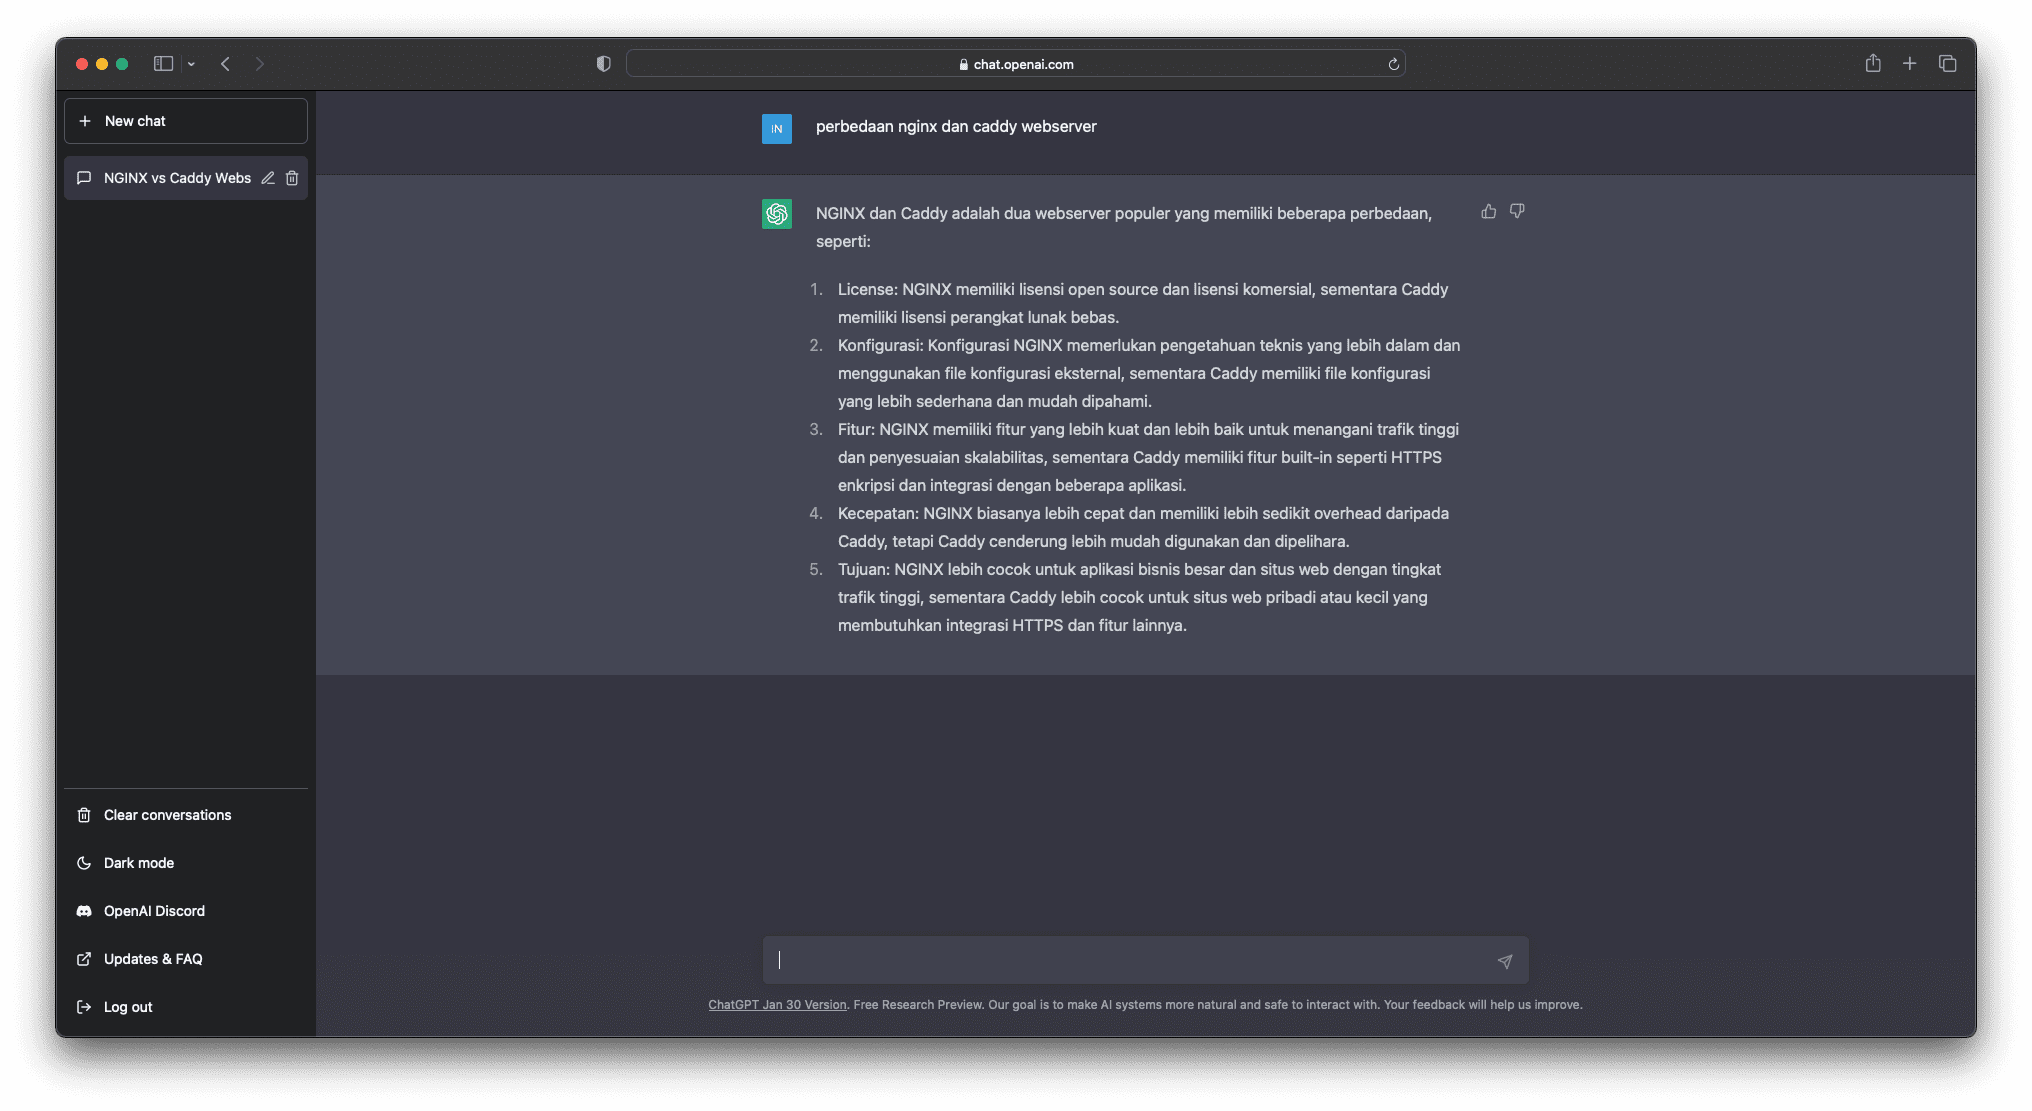 chat.openai.com
New chat
NGINX vs Caddy Webs
Clear conversations
Dark mode
OpenAI Discord
Updates & FAQ
Log out
IN
perbedaan nginx dan caddy webserver
NGINX dan Caddy adalah dua webserver populer yang memiliki beberapa perbedaan,
seperti:
1. License: NGINX memiliki lisensi open source dan lisensi komersial, sementara Caddy
memiliki lisensi perangkat lunak bebas.
2. Konfigurasi: Konfigurasi NGINX memerlukan pengetahuan teknis yang lebih dalam dan
menggunakan file konfigurasi eksternal, sementara Caddy memiliki file konfigurasi
yang lebih sederhana dan mudah dipahami.
3. Fitur: NGINX memiliki fitur yang lebih kuat dan lebih baik untuk menangani trafik tinggi
dan penyesuaian skalabilitas, sementara Caddy memiliki fitur built-in seperti HTTPS
enkripsi dan integrasi dengan beberapa aplikasi.
4. Kecepatan: NGINX biasanya lebih cepat dan memiliki lebih sedikit overhead daripada
Caddy, tetapi Caddy cenderung lebih mudah digunakan dan dipelihara.
5. Tujuan: NGINX lebih cocok untuk aplikasi bisnis besar dan situs web dengan tingkat
trafik tinggi, sementara Caddy lebih cocok untuk situs web pribadi atau kecil yang
membutuhkan integrasi HTTPS dan fitur lainnya.
ChatGPT Jan 30 Version. Free Research Preview. Our goal is to make AI systems more natural and safe to interact with. Your feedback will help us improve.